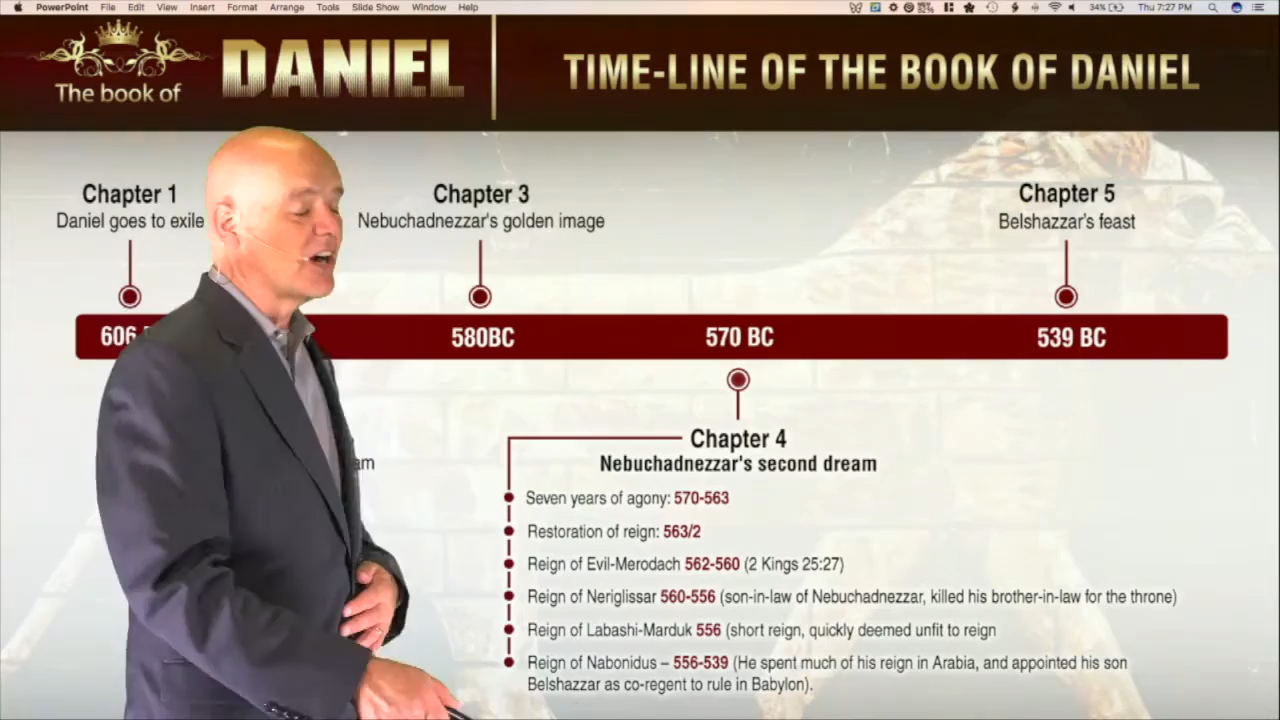 PowerPoint File Edit View Insert Format Arrange Tools Slide Show Window Help 34% Thu 7:27 PM
The book of DANIEL
TIME-LINE OF THE BOOK OF DANIEL
Chapter 1
Daniel goes to exile
Chapter 3
Nebuchadnezzar's golden image
Chapter 5
Belshazzar's feast
606 580BC 570 BC 539 BC
Chapter 4
Nebuchadnezzar's second dream
Seven years of agony: 570-563
Restoration of reign: 563/2
Reign of Evil-Merodach 562-560 (2 Kings 25:27)
Reign of Neriglissar 560-556 (son-in-law of Nebuchadnezzar, killed his brother-in-law for the throne)
Reign of Labashi-Marduk 556 (short reign, quickly deemed unfit to reign
Reign of Nabonidus – 556-539 (He spent much of his reign in Arabia, and appointed his son
Belshazzar as co-regent to rule in Babylon).